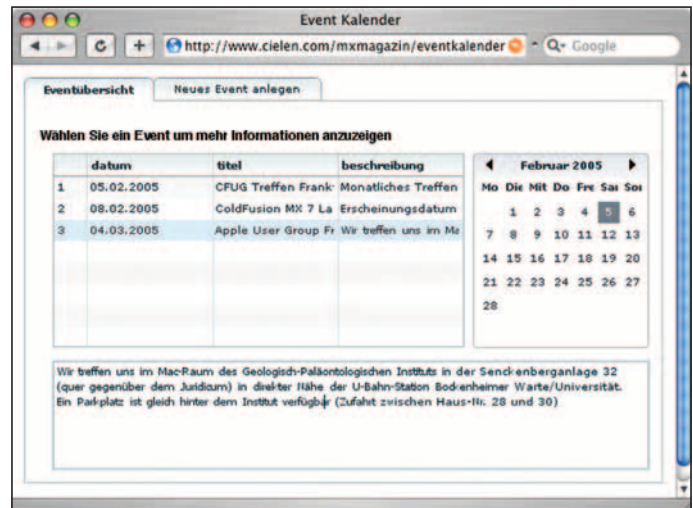 Event Kalender
http://www.cielen.com/mxmagazin/eventkalender
Google
Eventübersicht Neues Event anlegen
Wählen Sie ein Event um mehr Informationen anzuzeigen
datum titel beschreibung
1 05.02.2005 CFUG Treffen Frank Monatliches Treffen
2 08.02.2005 ColdFusion MX 7 La Erscheinungsdatum
3 04.03.2005 Apple User Group Fr Wir treffen uns im Ma
Februar 2005
Mo Die Mit Do Fre Sam Son
1 2 3 4 5 6
7 8 9 10 11 12 13
14 15 16 17 18 19 20
21 22 23 24 25 26 27
28
Wir treffen uns im Mac-Raum des Geologisch-Paläontologischen Instituts in der Senckenberganlage 32
(quer gegenüber dem Juridicum) in direkter Nähe der U-Bahn-Station Bockenheimer Warte/Universität.
Ein Parkplatz ist gleich hinter dem Institut verfügbar (Zufahrt zwischen Haus-Nr. 28 und 30)